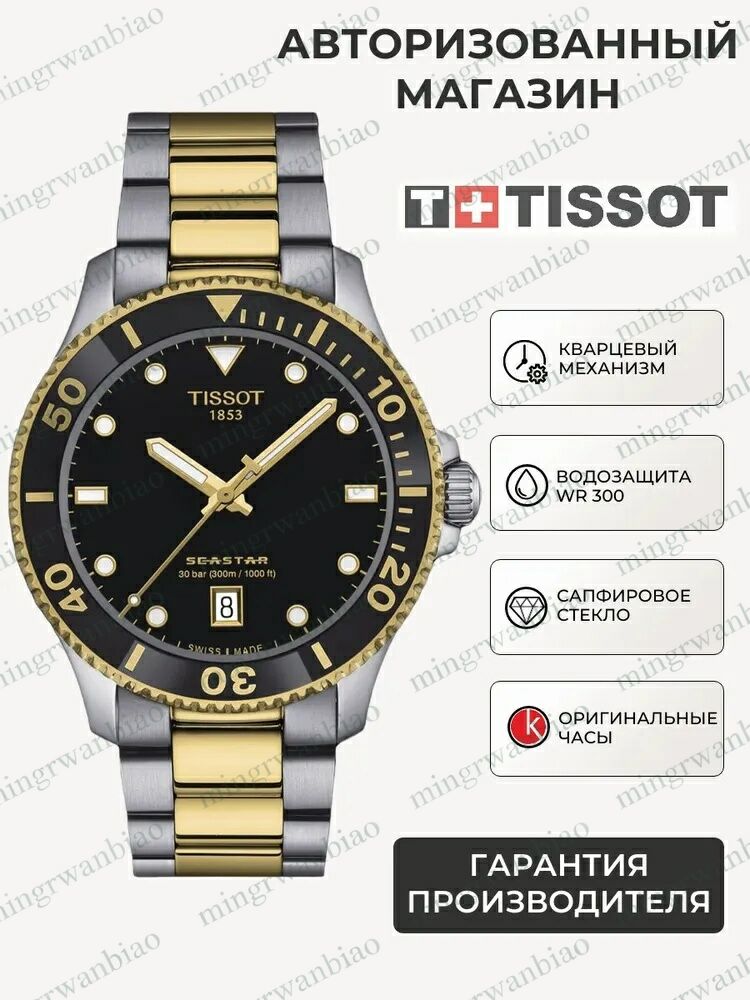 АВТОРИЗОВАННЫЙ
МАГАЗИН
T+TISSOT
КВАРЦЕВЫЙ
МЕХАНИЗМ
ВОДОЗАЩИТА
WR 300
САПФИРОВОЕ
СТЕКЛО
k
ОРИГИНАЛЬНЫЕ
ЧАСЫ
ГАРАНТИЯ
ПРОИЗВОДИТЕЛЯ
TISSOT
1853
SEASTAR
30 bar (300m / 1000 ft)
8
SWISS MADE
10
20
30
40
50
mingrwanbiao